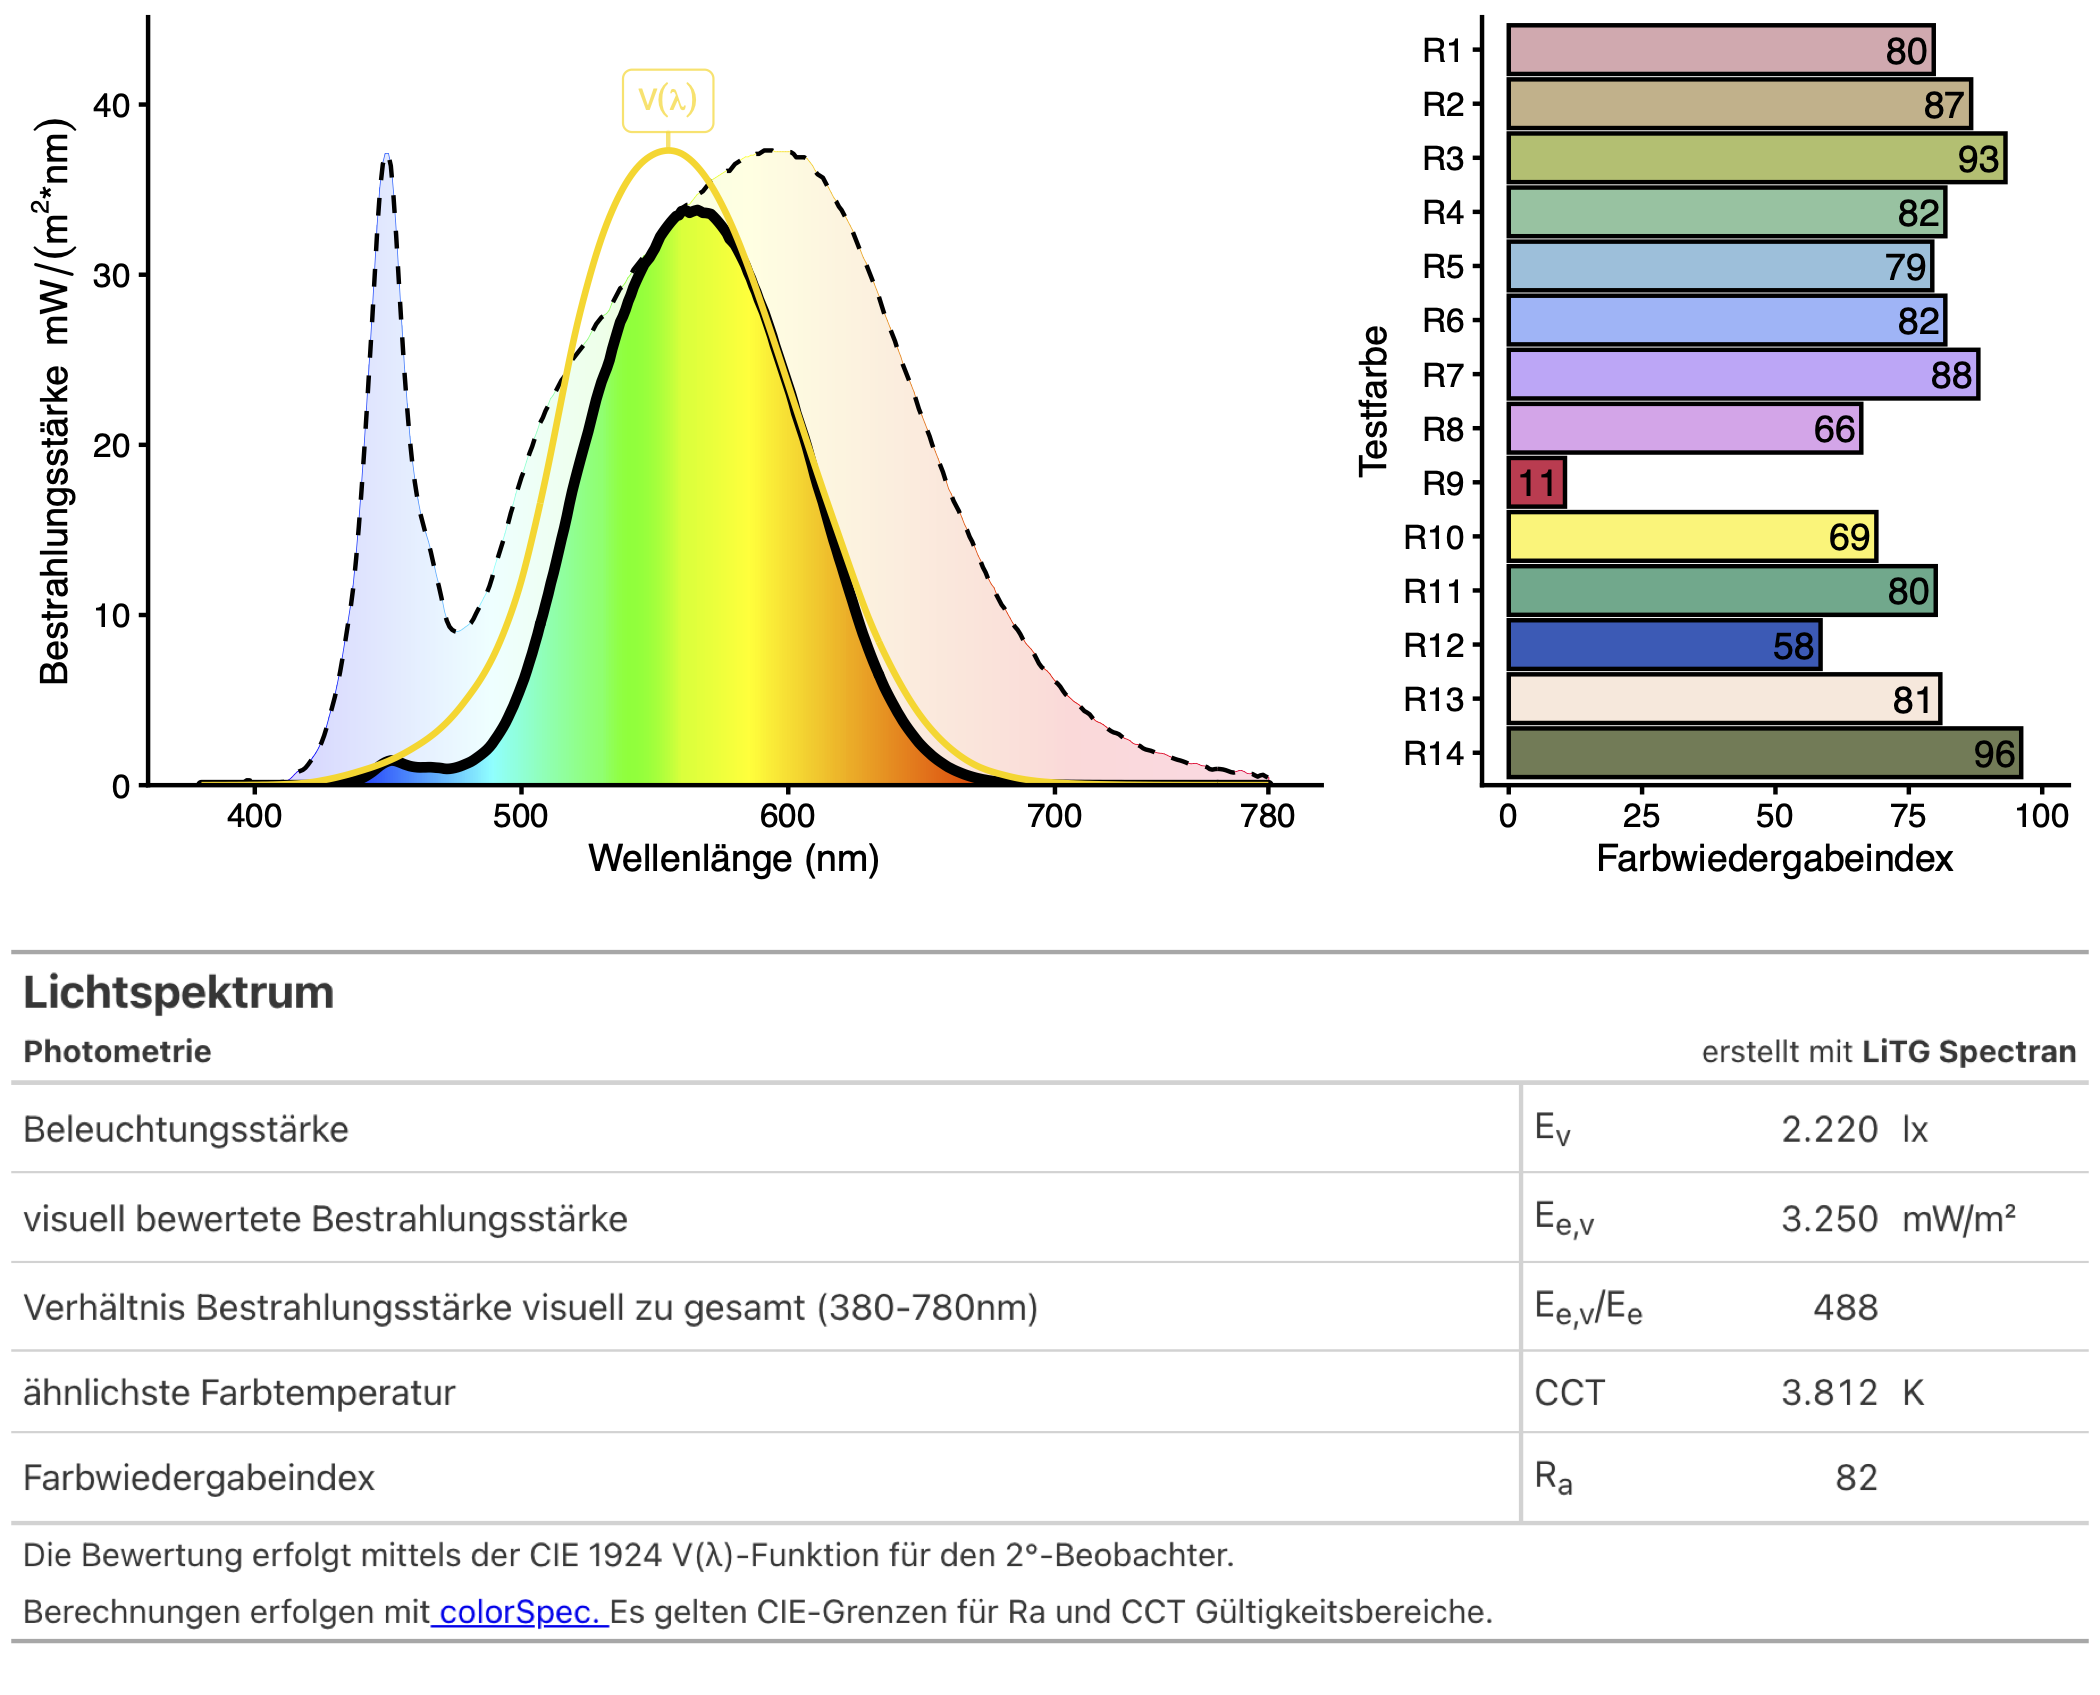 V(λ)
Bestrahlungsstärke mW/(m²*nm)
40
30
20
10
0
400 500 600 700 780
Wellenlänge (nm)
Testfarbe
R1 80
R2 87
R3 93
R4 82
R5 79
R6 82
R7 88
R8 66
R9 11
R10 69
R11 80
R12 58
R13 81
R14 96
0 25 50 75 100
Farbwiedergabeindex
Lichtspektrum
Photometrie erstellt mit LiTG Spectran
Beleuchtungsstärke Ev 2.220 lx
visuell bewertete Bestrahlungsstärke Ee,v 3.250 mW/m²
Verhältnis Bestrahlungsstärke visuell zu gesamt (380-780nm) Ee,v/Ee 488
ähnlichste Farbtemperatur CCT 3.812 K
Farbwiedergabeindex Ra 82
Die Bewertung erfolgt mittels der CIE 1924 V(λ)-Funktion für den 2°-Beobachter.
Berechnungen erfolgen mit colorSpec. Es gelten CIE-Grenzen für Ra und CCT Gültigkeitsbereiche.